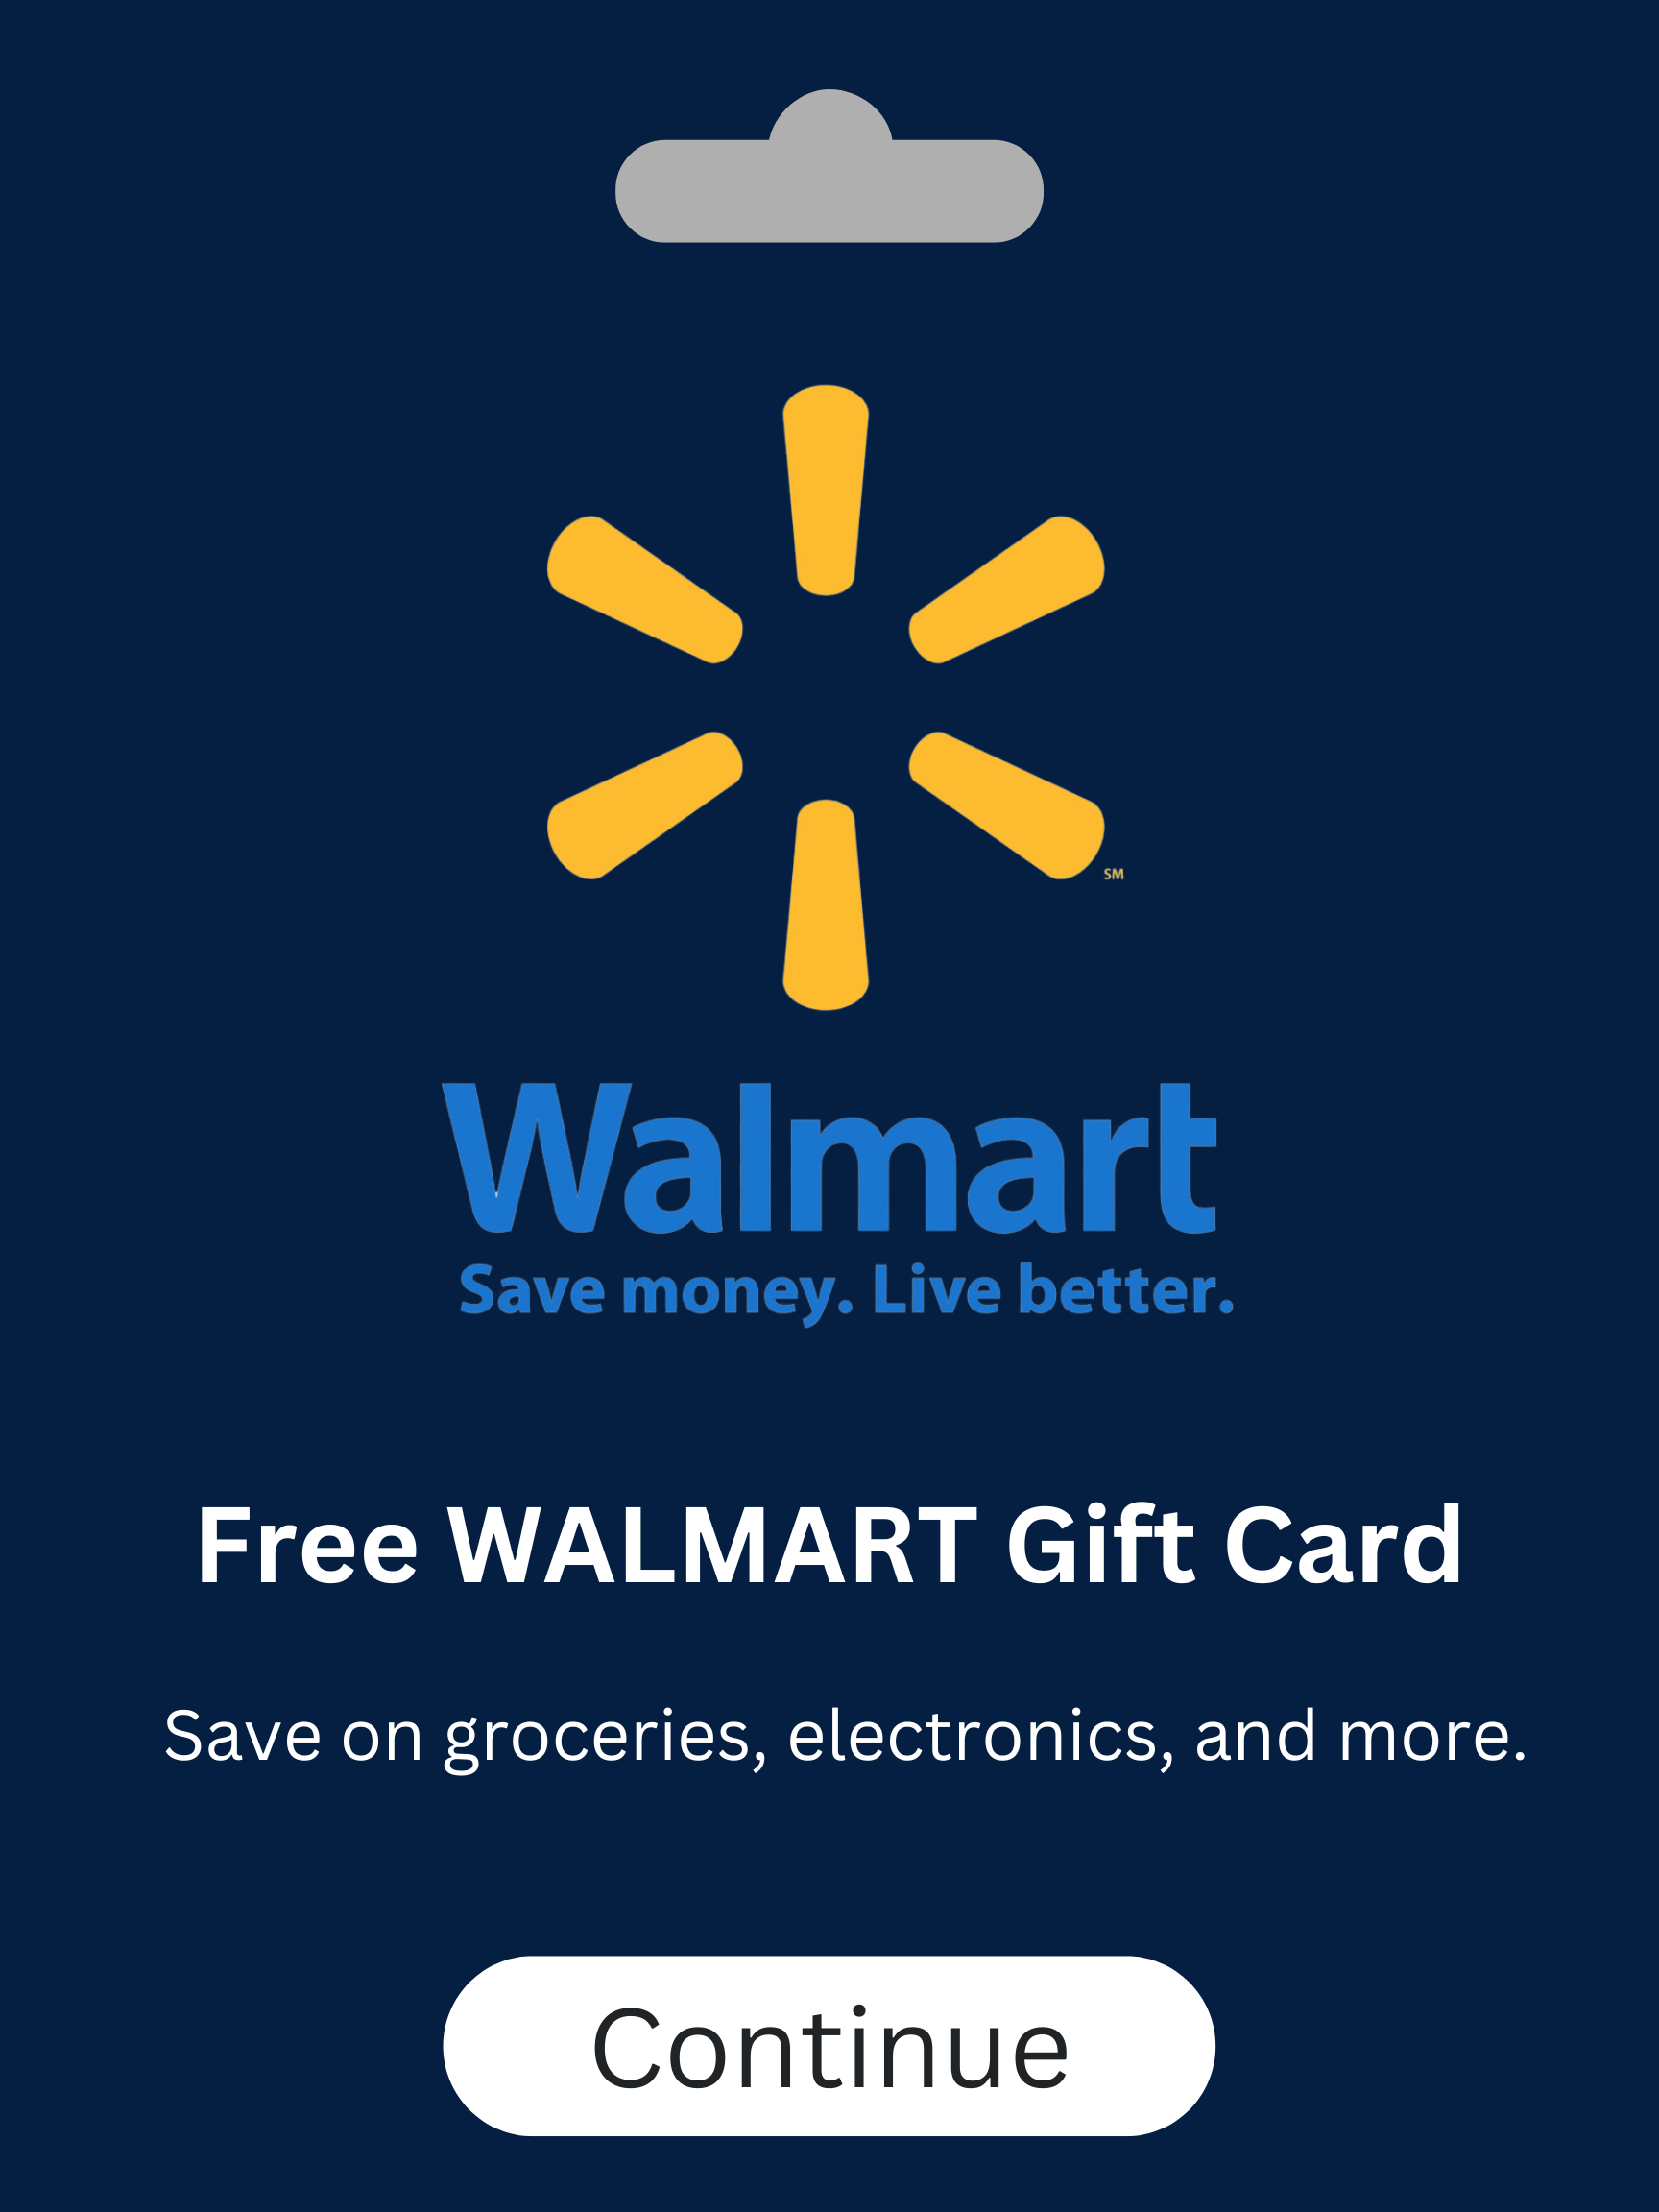 SM
Walmart
Save money. Live better.
Free WALMART Gift Card
Save on groceries, electronics, and more.
Continue